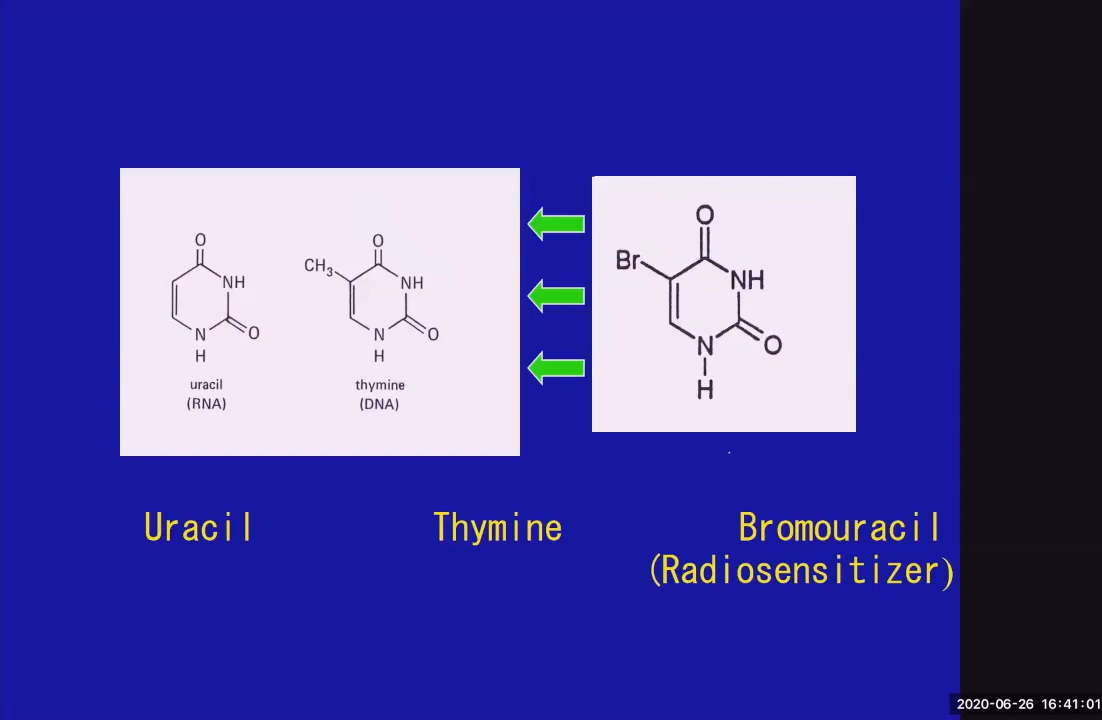 O
NH
O
N
H
uracil
(RNA)
O
CH3
NH
O
N
H
thymine
(DNA)
O
Br
NH
O
N
H
Uracil
Thymine
Bromouracil
(Radiosensitizer)
2020-06-26 16:41:01